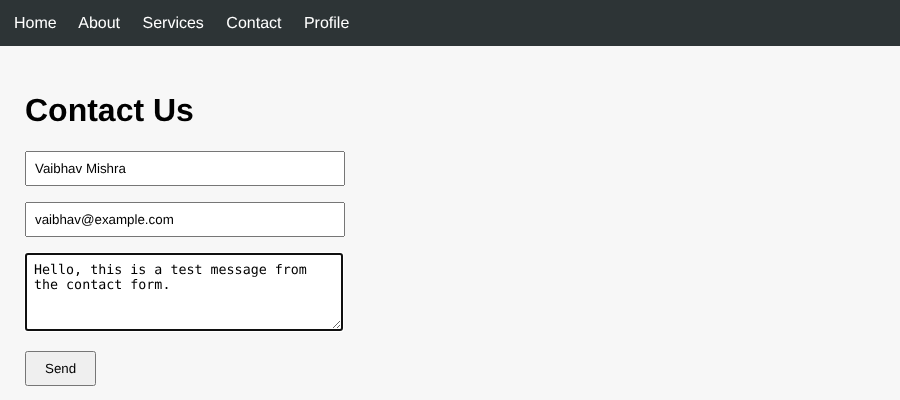 Home About Services Contact Profile
Contact Us
Vaibhav Mishra
vaibhav@example.com
Hello, this is a test message from
the contact form.
Send